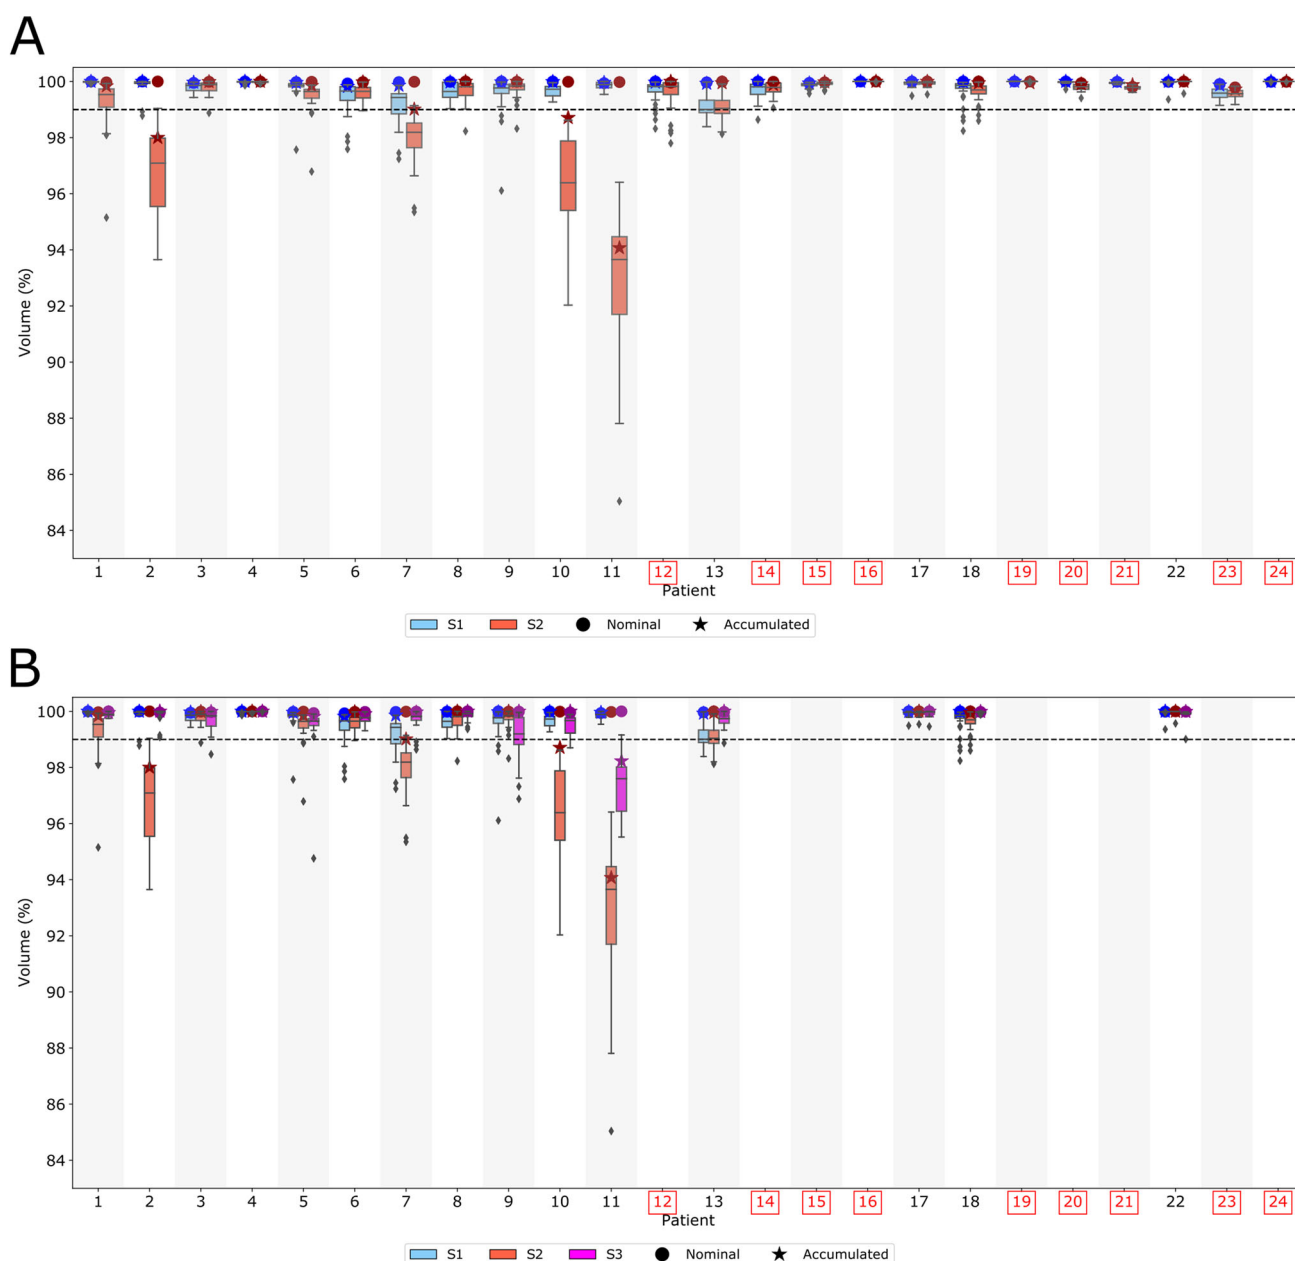 A
100
98
96
94
92
90
88
86
84
Volume (%)
1 2 3 4 5 6 7 8 9 10 11 12 13 14 15 16 17 18 19 20 21 22 23 24
Patient
S1 S2 Nominal Accumulated
B
100
98
96
94
92
90
88
86
84
Volume (%)
1 2 3 4 5 6 7 8 9 10 11 12 13 14 15 16 17 18 19 20 21 22 23 24
Patient
S1 S2 S3 Nominal Accumulated